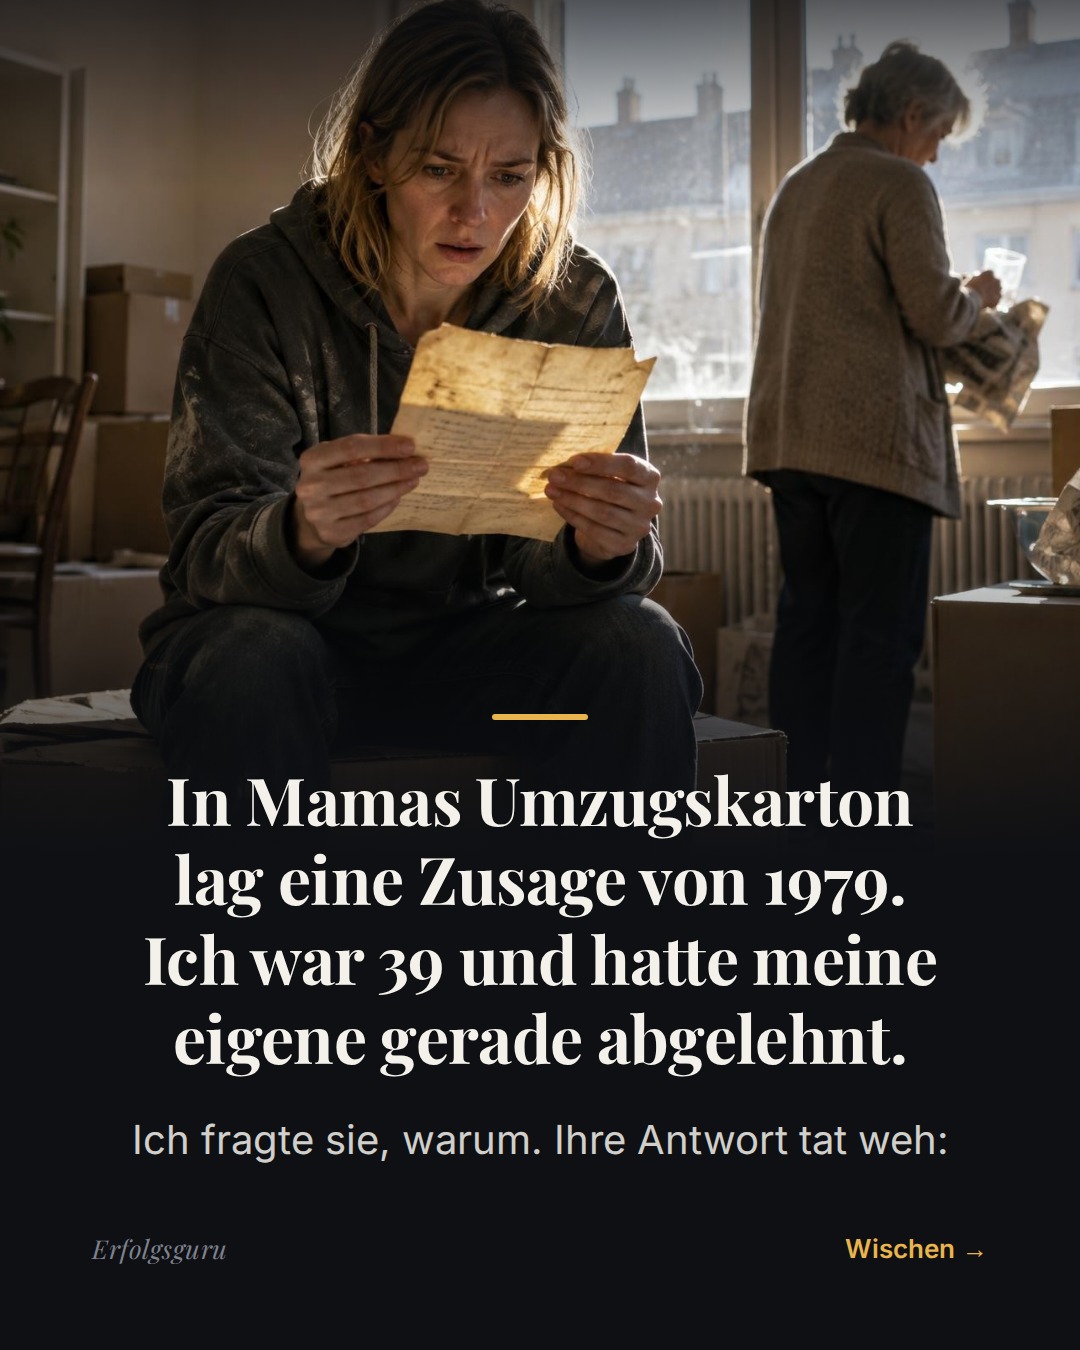 In Mamas Umzugskarton
lag eine Zusage von 1979.
Ich war 39 und hatte meine
eigene gerade abgelehnt.
Ich fragte sie, warum. Ihre Antwort tat weh:
Erfolgsguru
Wischen →